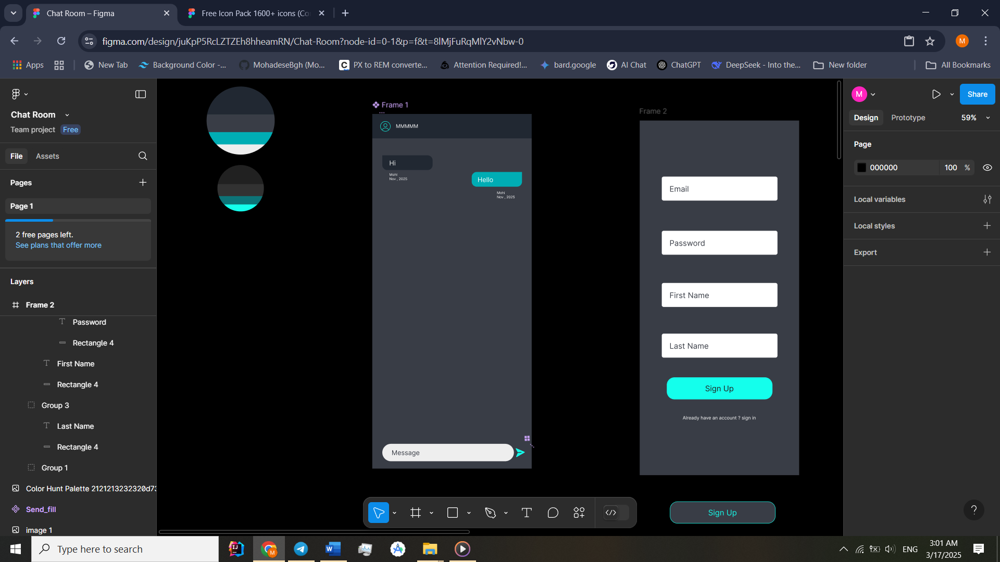 Chat Room – Figma
Free Icon Pack 1600+ icons (Co
figma.com/design/juKpP5RcLZTZEh8hheamRN/Chat-Room?node-id=0-1&p=f&t=8lMjFuRqMlY2vNbw-0
M
Apps
New Tab
Background Color -...
MohadeseBgh (Mo...
PX to REM converte...
Attention Required!...
bard.google
AI Chat
ChatGPT
DeepSeek - Into the...
New folder
All Bookmarks
Chat Room
Team project Free
File
Assets
Pages
Page 1
2 free pages left.
See plans that offer more
Layers
Frame 2
Password
Rectangle 4
First Name
Rectangle 4
Group 3
Last Name
Rectangle 4
Group 1
Color Hunt Palette 2121213232320d73
Send_fill
image 1
Frame 1
MMMMM
Hi
Mohi
Nov , 2025
Hello
Mohi
Nov , 2025
Message
Frame 2
Email
Password
First Name
Last Name
Sign Up
Already have an account ? sign in
Sign Up
M
Share
Design
Prototype
59%
Page
000000
100 %
Local variables
Local styles
Export
?
Type here to search
ENG
3:01 AM
3/17/2025